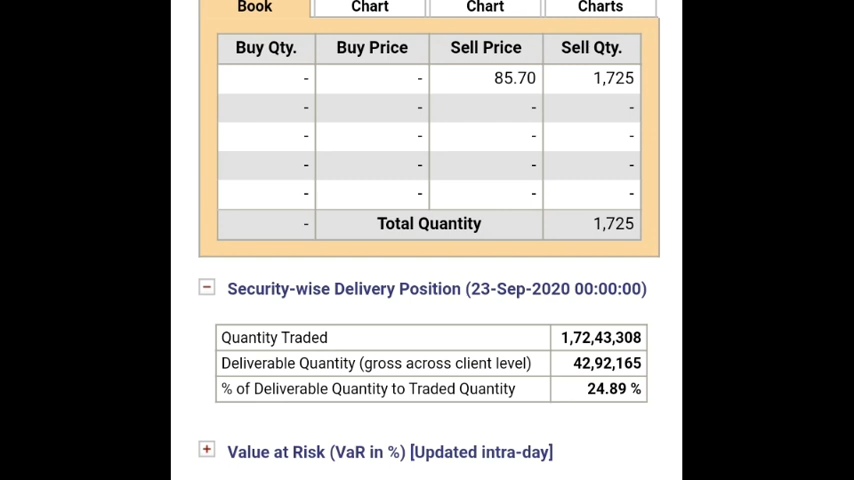 Book Chart Chart Charts
Buy Qty. Buy Price Sell Price Sell Qty.
- - 85.70 1,725
- - - -
- - - -
- - - -
- - - -
- Total Quantity 1,725
Security-wise Delivery Position (23-Sep-2020 00:00:00)
Quantity Traded 1,72,43,308
Deliverable Quantity (gross across client level) 42,92,165
% of Deliverable Quantity to Traded Quantity 24.89 %
Value at Risk (VaR in %) [Updated intra-day]